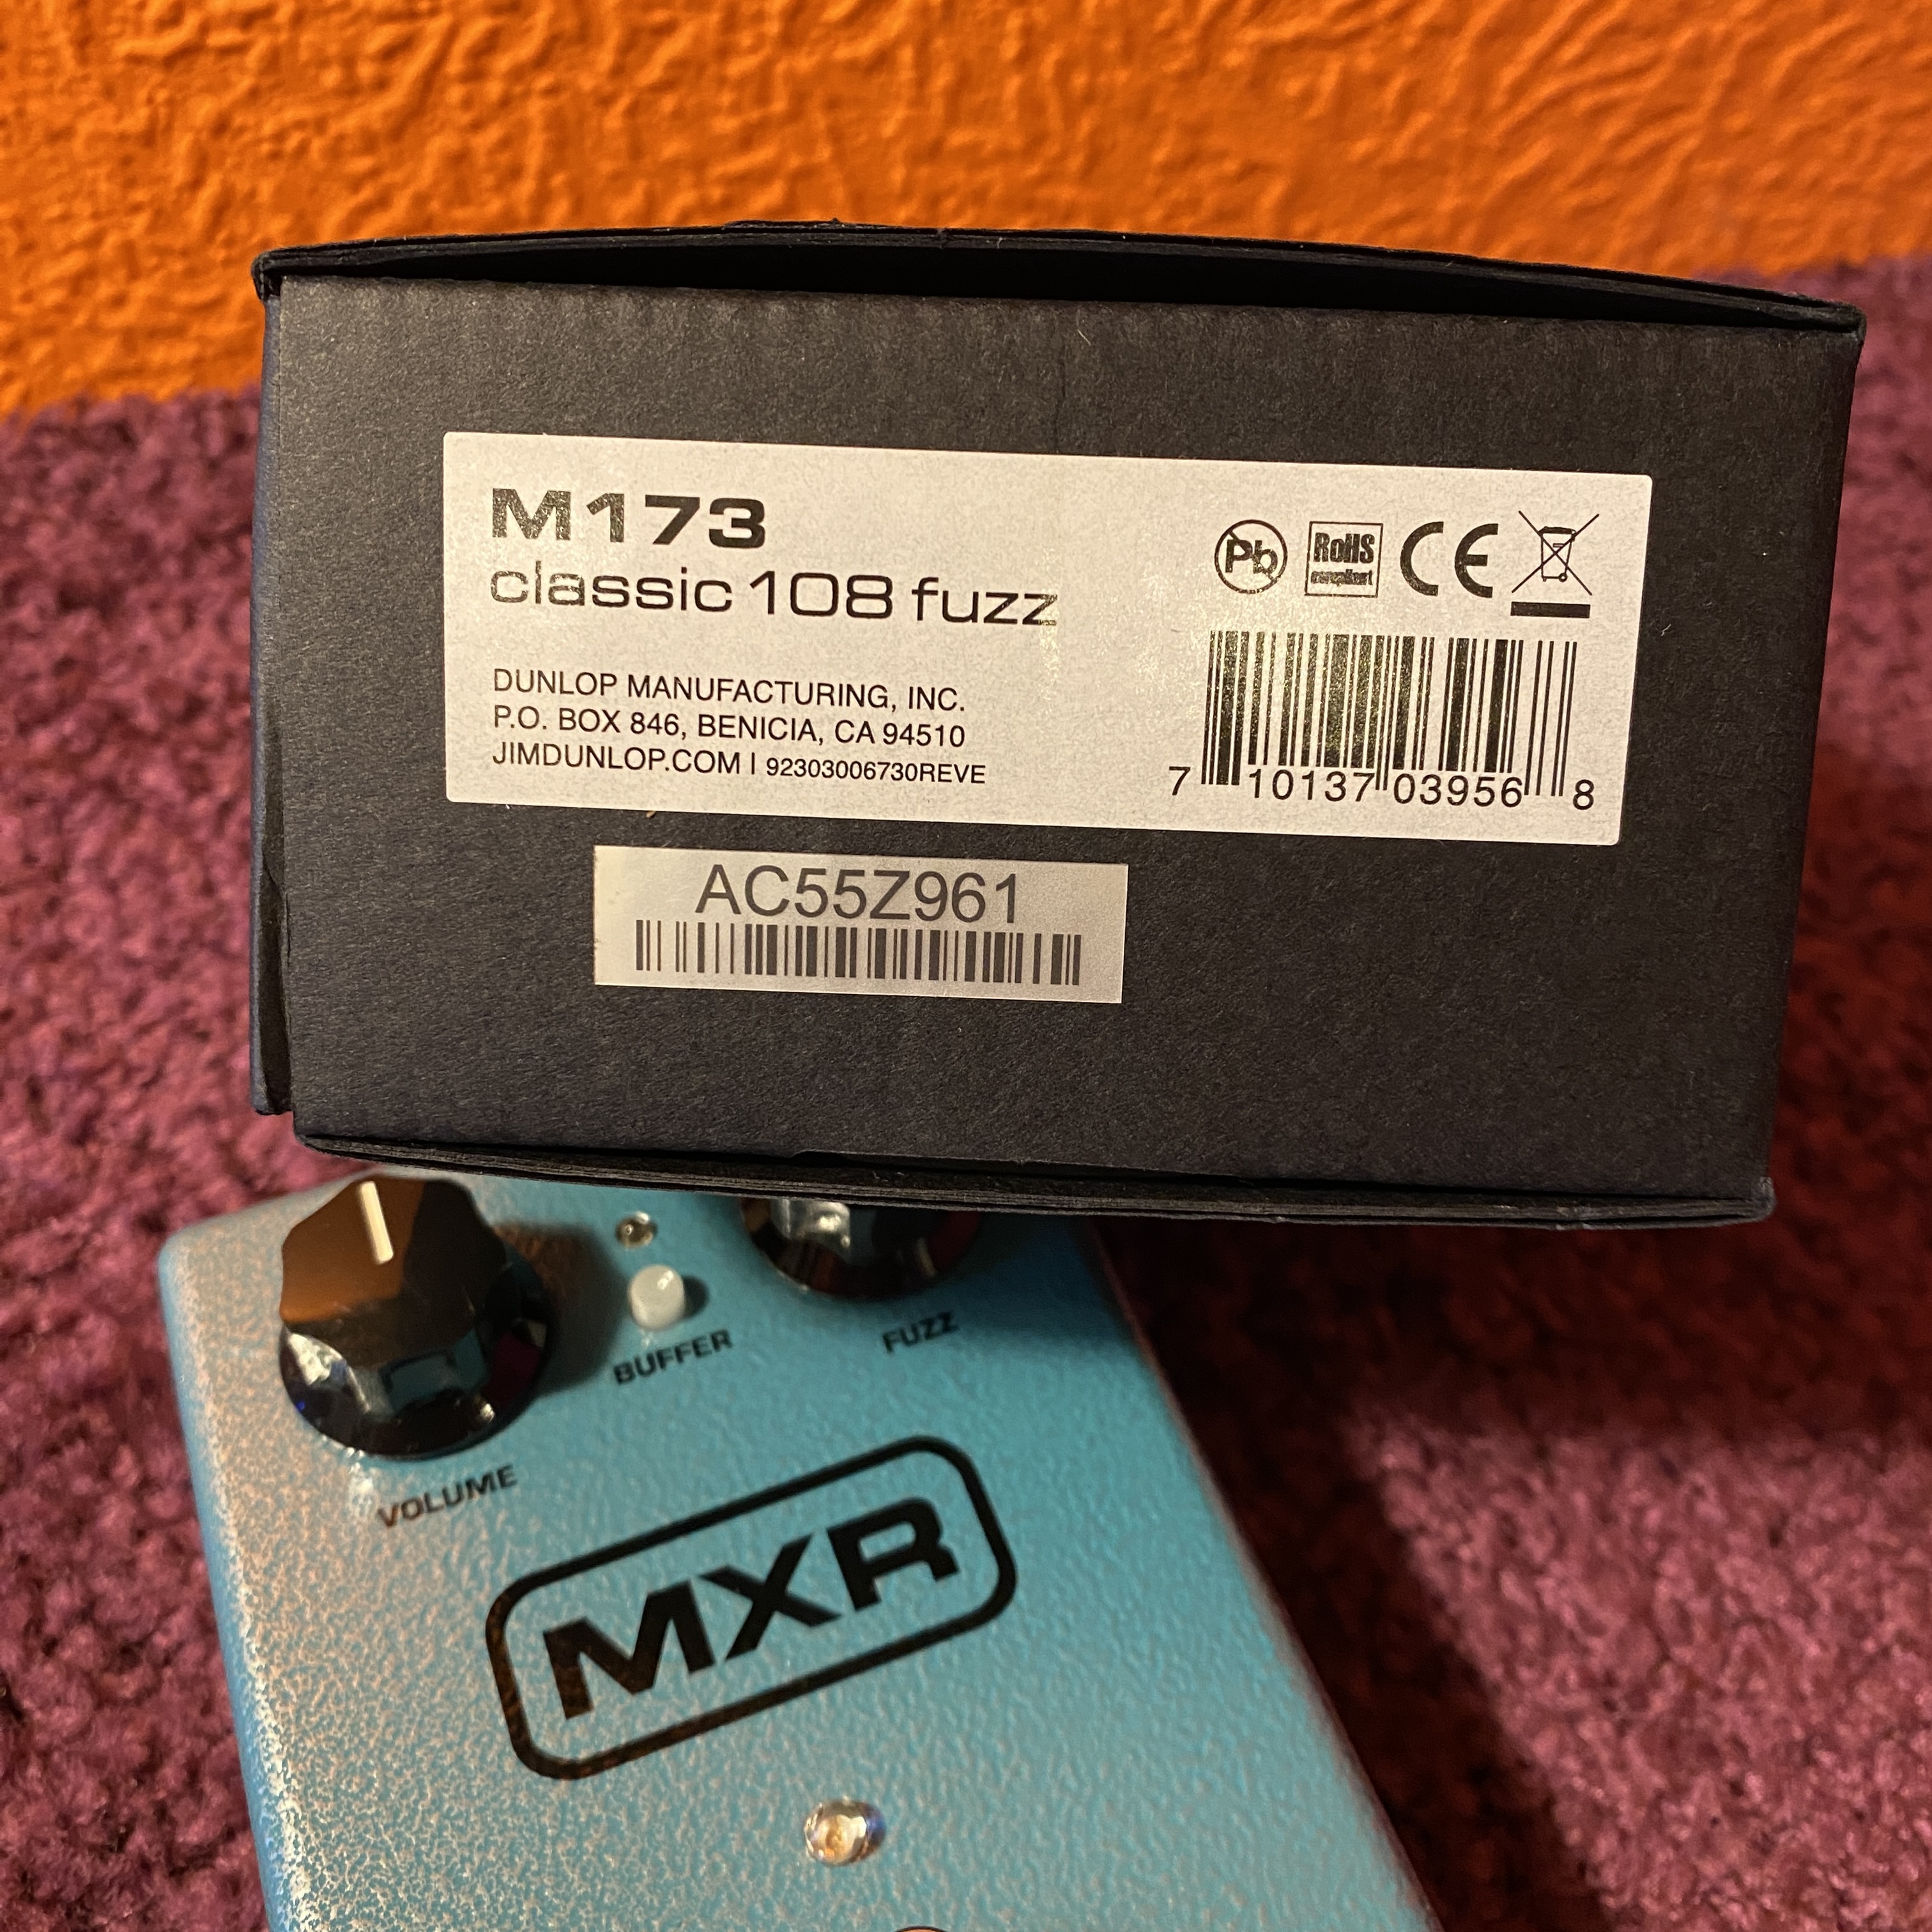 M173
classic 108 fuzz
DUNLOP MANUFACTURING, INC.
P.O. BOX 846, BENICIA, CA 94510
JIMDUNLOP.COM | 92303006730REVE
Pb
RoHS
compliant
CE
7 10137 03956 8
AC55Z961
BUFFER
FUZZ
VOLUME
MXR